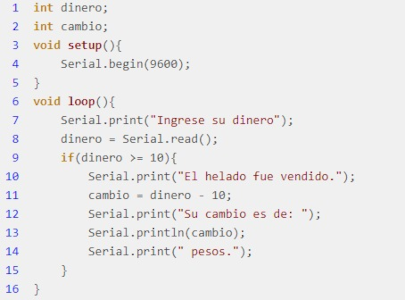 1 int dinero;
2 int cambio;
3 void setup(){
4     Serial.begin(9600);
5 }
6 void loop(){
7     Serial.print("Ingrese su dinero");
8     dinero = Serial.read();
9     if(dinero >= 10){
10         Serial.print("El helado fue vendido.");
11         cambio = dinero - 10;
12         Serial.print("Su cambio es de: ");
13         Serial.println(cambio);
14         Serial.print(" pesos.");
15     }
16 }